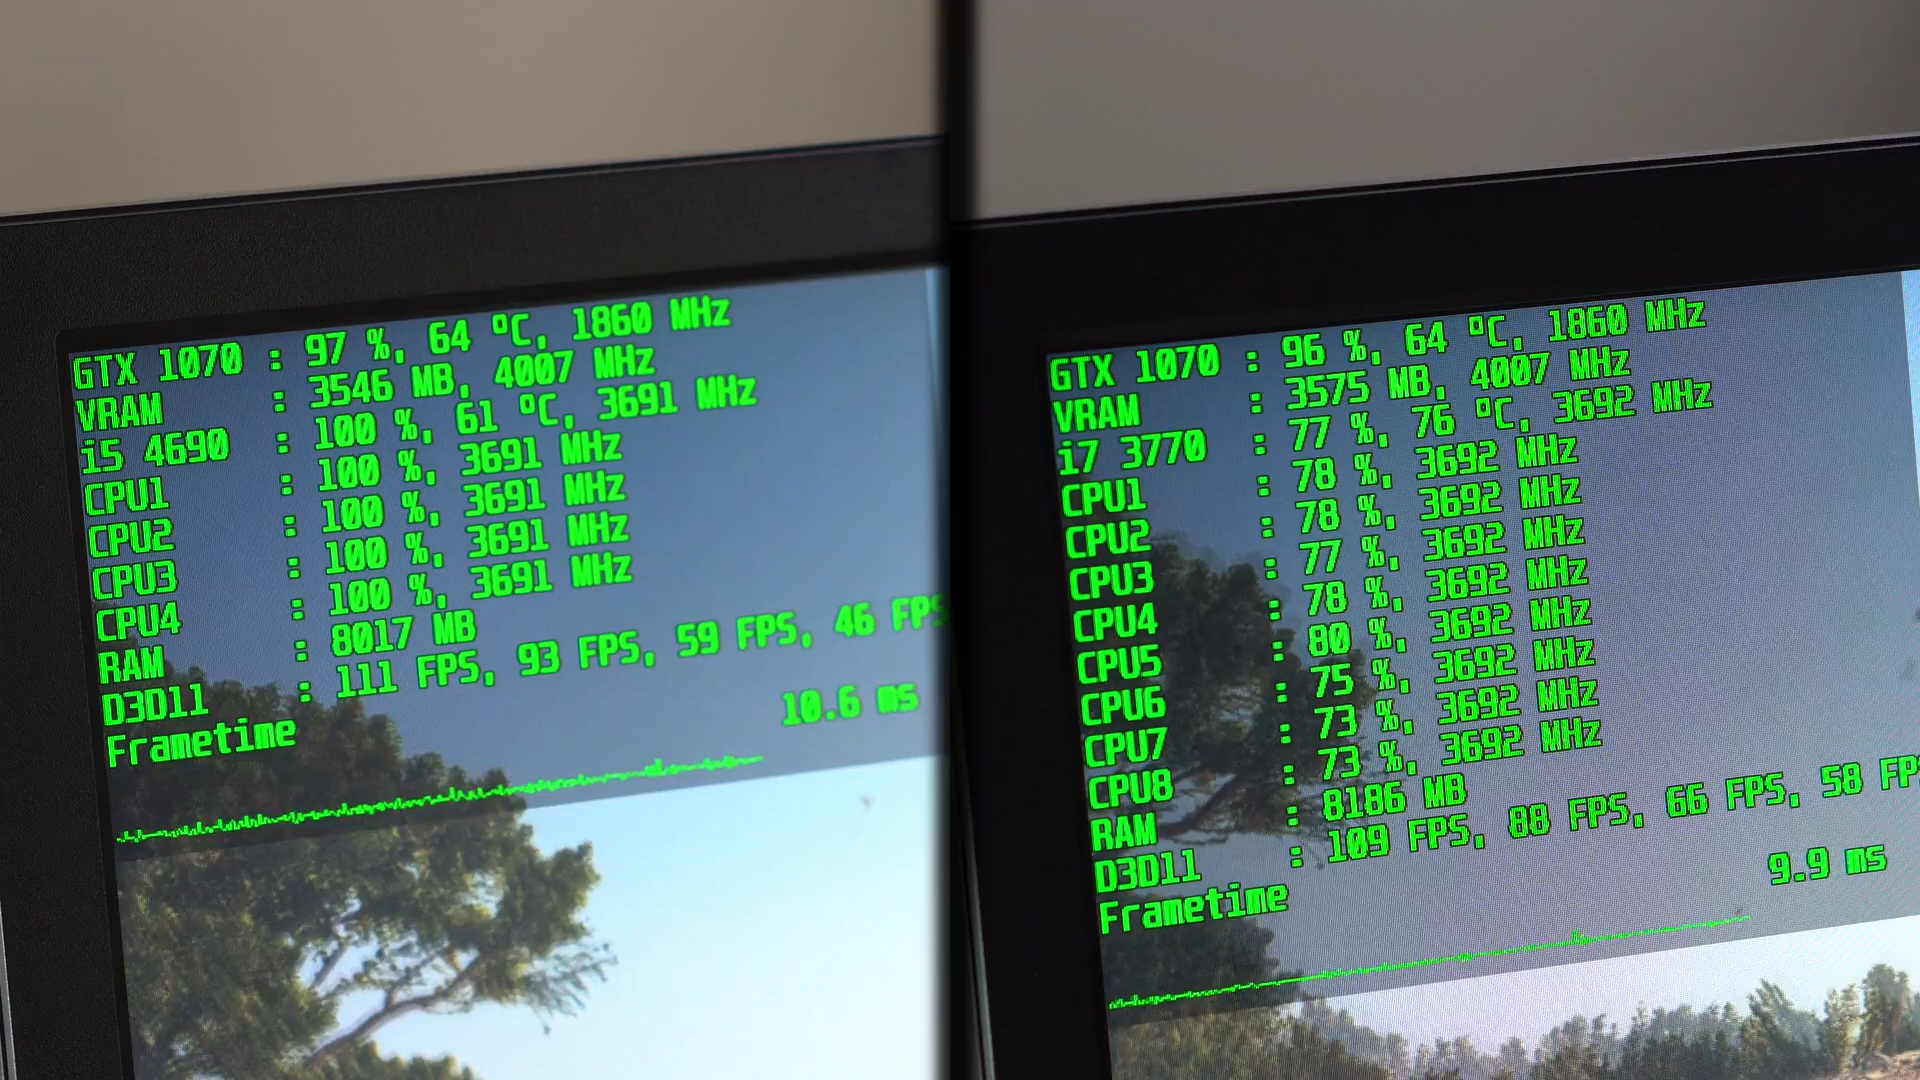 GTX 1070 : 97 %, 64 °C, 1860 MHz
VRAM : 3546 MB, 4007 MHz
i5 4690 : 100 %, 61 °C, 3691 MHz
CPU1 : 100 %, 3691 MHz
CPU2 : 100 %, 3691 MHz
CPU3 : 100 %, 3691 MHz
CPU4 : 100 %, 3691 MHz
RAM : 8017 MB
D3D11 : 111 FPS, 93 FPS, 59 FPS, 46 FPS
Frametime 10.6 ms
GTX 1070 : 96 %, 64 °C, 1860 MHz
VRAM : 3575 MB, 4007 MHz
i7 3770 : 77 %, 76 °C, 3692 MHz
CPU1 : 78 %, 3692 MHz
CPU2 : 78 %, 3692 MHz
CPU3 : 77 %, 3692 MHz
CPU4 : 78 %, 3692 MHz
CPU5 : 80 %, 3692 MHz
CPU6 : 75 %, 3692 MHz
CPU7 : 73 %, 3692 MHz
CPU8 : 73 %, 3692 MHz
RAM : 8186 MB
D3D11 : 109 FPS, 88 FPS, 66 FPS, 58 FP
Frametime 9.9 ms